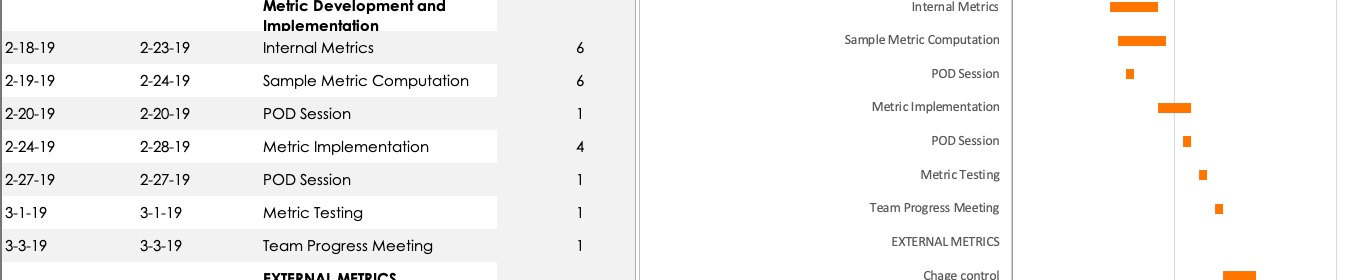 Metric Development and
Implementation
2-18-19 2-23-19 Internal Metrics 6
2-19-19 2-24-19 Sample Metric Computation 6
2-20-19 2-20-19 POD Session 1
2-24-19 2-28-19 Metric Implementation 4
2-27-19 2-27-19 POD Session 1
3-1-19 3-1-19 Metric Testing 1
3-3-19 3-3-19 Team Progress Meeting 1
EXTERNAL METRICS
Internal Metrics
Sample Metric Computation
POD Session
Metric Implementation
POD Session
Metric Testing
Team Progress Meeting
EXTERNAL METRICS
Chage control